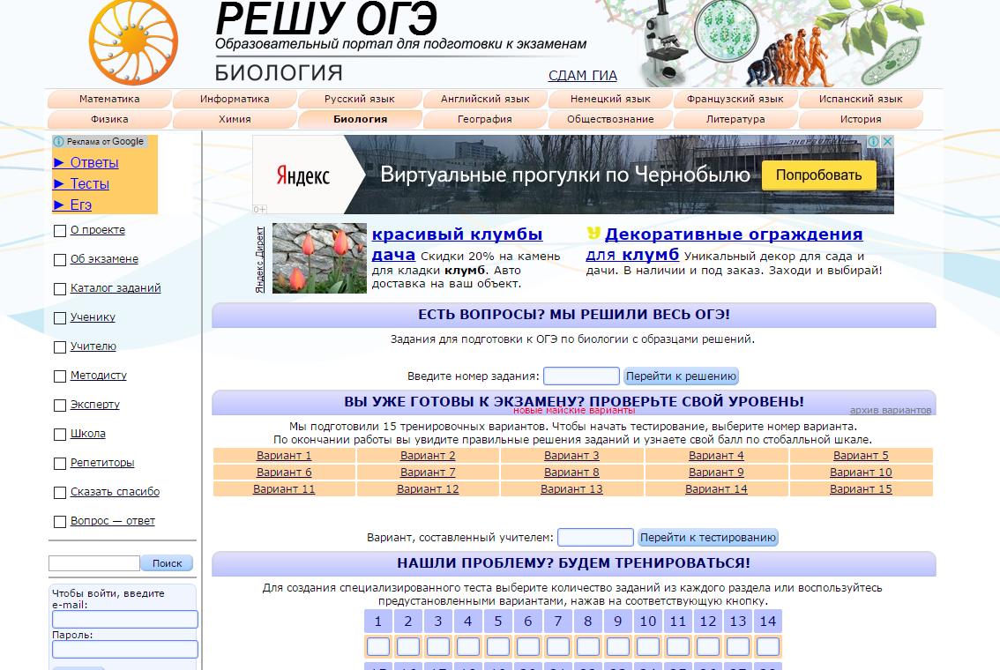 РЕШУ ОГЭ
Образовательный портал для подготовки к экзаменам
БИОЛОГИЯ
СДАМ ГИА
Математика Информатика Русский язык Английский язык Немецкий язык Французский язык Испанский язык
Физика Химия Биология География Обществознание Литература История
Реклама от Google
► Ответы
► Тесты
► Егэ
О проекте
Об экзамене
Каталог заданий
Ученику
Учителю
Методисту
Эксперту
Школа
Репетиторы
Сказать спасибо
Вопрос — ответ
Поиск
Чтобы войти, введите
e-mail:
Пароль:
Яндекс
Виртуальные прогулки по Чернобылю
Попробовать
0+
Яндекс.Директ
красивый клумбы
дача Скидки 20% на камень
для кладки клумб. Авто
доставка на ваш объект.
Декоративные ограждения
для клумб Уникальный декор для сада и
дачи. В наличии и под заказ. Заходи и выбирай!
ЕСТЬ ВОПРОСЫ? МЫ РЕШИЛИ ВЕСЬ ОГЭ!
Задания для подготовки к ОГЭ по биологии с образцами решений.
Введите номер задания: Перейти к решению
ВЫ УЖЕ ГОТОВЫ К ЭКЗАМЕНУ? ПРОВЕРЬТЕ СВОЙ УРОВЕНЬ!
новые майские варианты архив вариантов
Мы подготовили 15 тренировочных вариантов. Чтобы начать тестирование, выберите номер варианта.
По окончании работы вы увидите правильные решения заданий и узнаете свой балл по стобалльной шкале.
Вариант 1 Вариант 2 Вариант 3 Вариант 4 Вариант 5
Вариант 6 Вариант 7 Вариант 8 Вариант 9 Вариант 10
Вариант 11 Вариант 12 Вариант 13 Вариант 14 Вариант 15
Вариант, составленный учителем: Перейти к тестированию
НАШЛИ ПРОБЛЕМУ? БУДЕМ ТРЕНИРОВАТЬСЯ!
Для создания специализированного теста выберите количество заданий из каждого раздела или воспользуйтесь
предустановленными вариантами, нажав на соответствующую кнопку.
1 2 3 4 5 6 7 8 9 10 11 12 13 14